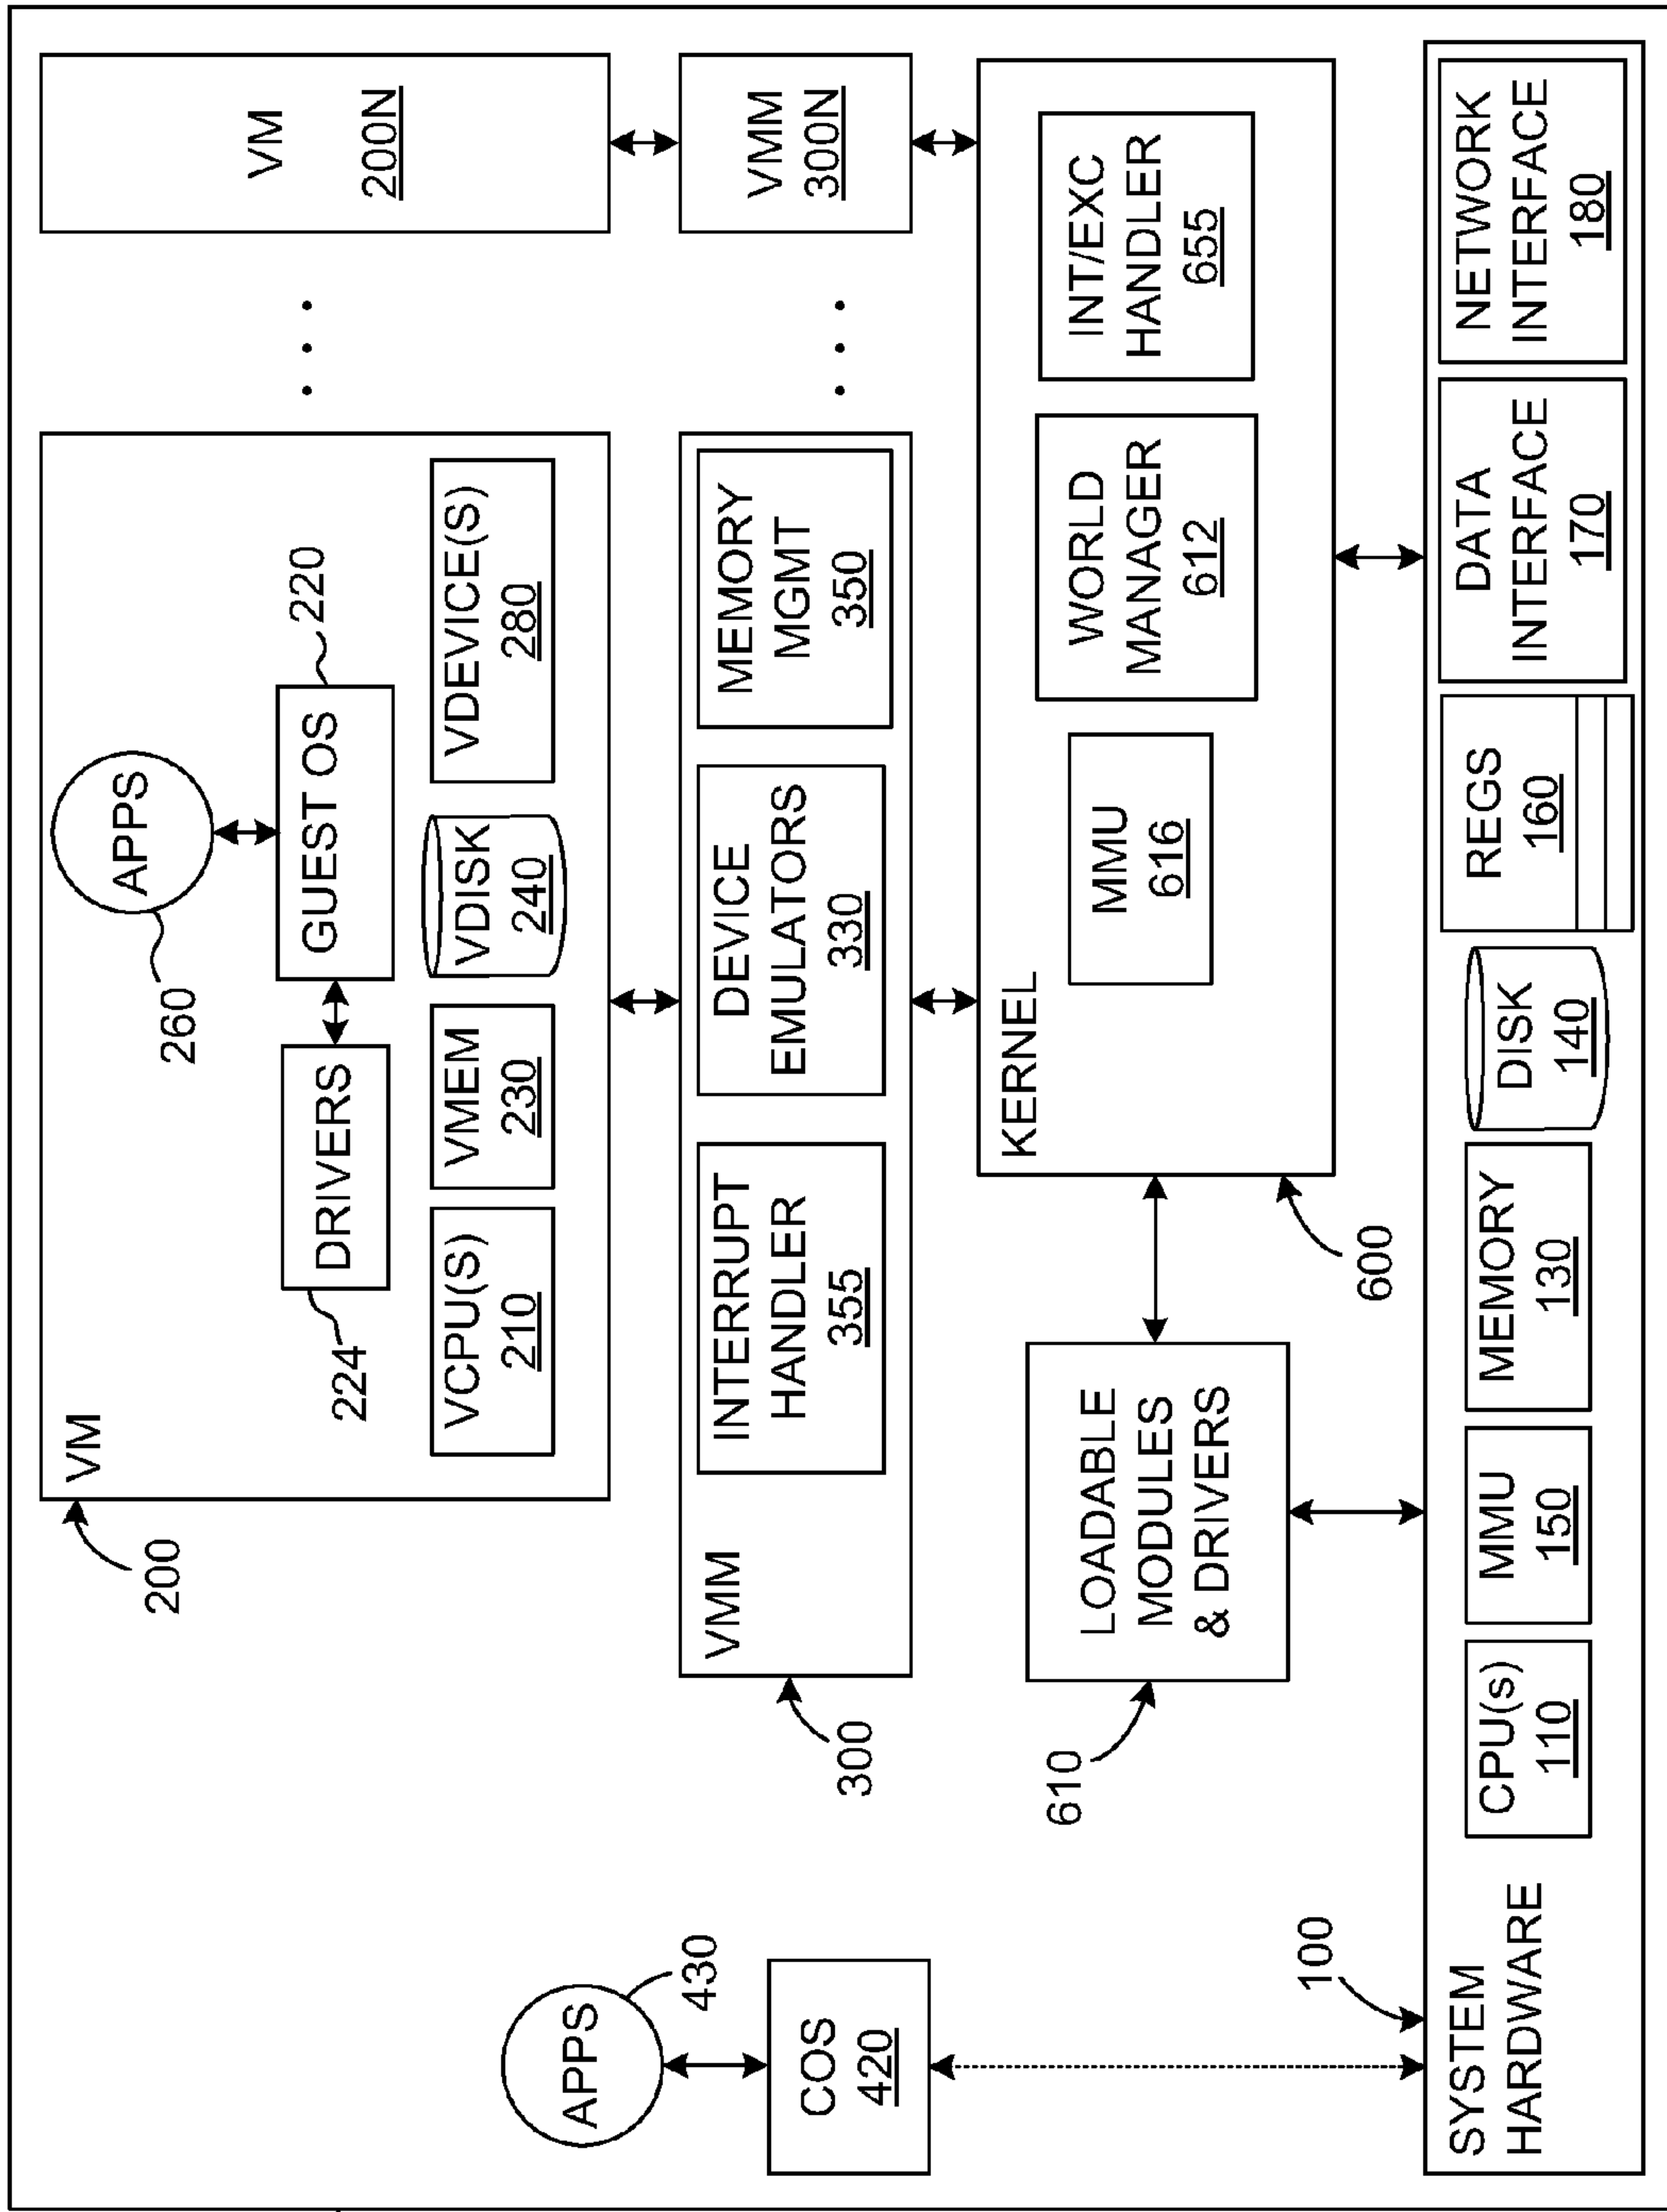 VM
200
APPS
260
GUEST OS
220
DRIVERS
224
VCPU(S)
210
VMEM
230
VDISK
240
VDEVICE(S)
280
VM
200N
VMM
300
INTERRUPT
HANDLER
355
DEVICE
EMULATORS
330
MEMORY
MGMT
350
VMM
300N
APPS
430
COS
420
LOADABLE
MODULES
& DRIVERS
610
KERNEL
600
MMU
616
WORLD
MANAGER
612
INT/EXC
HANDLER
655
100
SYSTEM
HARDWARE
CPU(s)
110
MMU
150
MEMORY
130
DISK
140
REGS
160
DATA
INTERFACE
170
NETWORK
INTERFACE
180